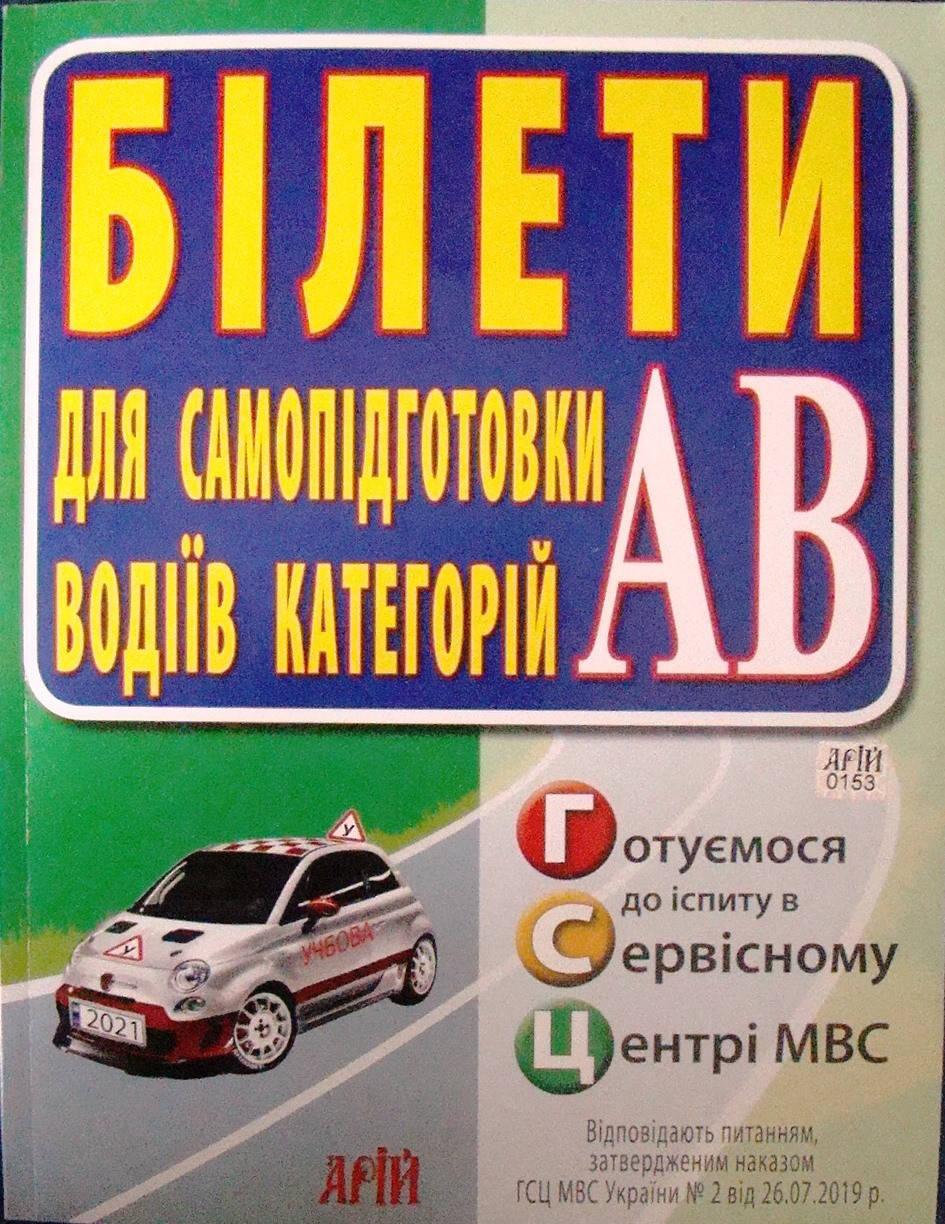 БІЛЕТИ
ДЛЯ САМОПІДГОТОВКИ
ВОДІЇВ КАТЕГОРІЙ
АВ
АРІЙ
0153
Готуємося
до іспиту в
Сервісному
Центрі МВС
У
У
УЧБОВА
2021
Відповідають питанням,
затвердженим наказом
ГСЦ МВС України № 2 від 26.07.2019 р.
АРІЙ